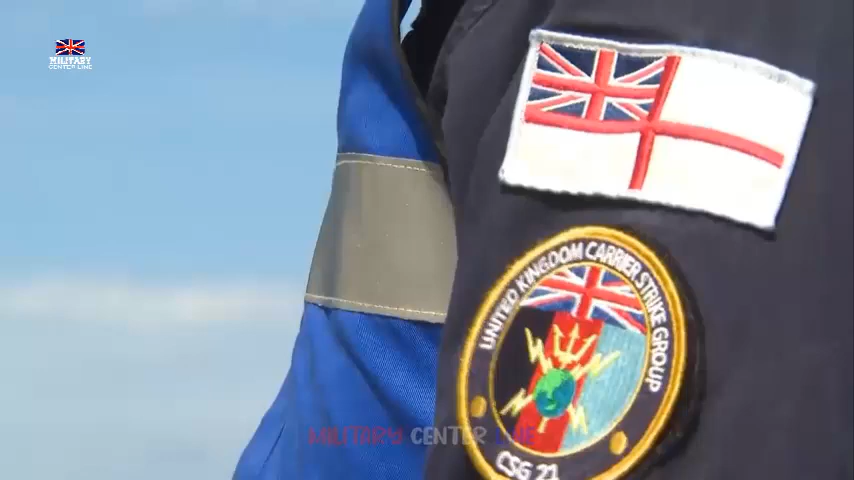 MILITARY
CENTER LINE
UNITED KINGDOM CARRIER STRIKE GROUP
CSG 21
MILITARY CENTER LINE